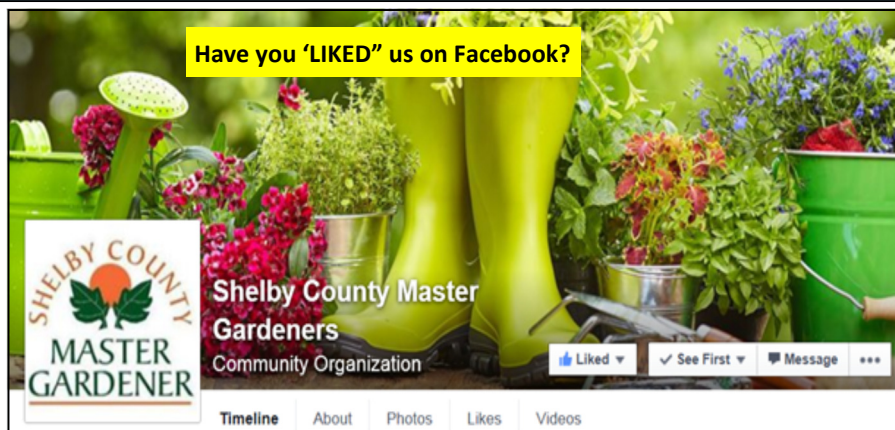 Have you ‘LIKED” us on Facebook?
SHELBY COUNTY
MASTER
GARDENER
Shelby County Master
Gardeners
Community Organization
Liked
See First
Message
Timeline About Photos Likes Videos